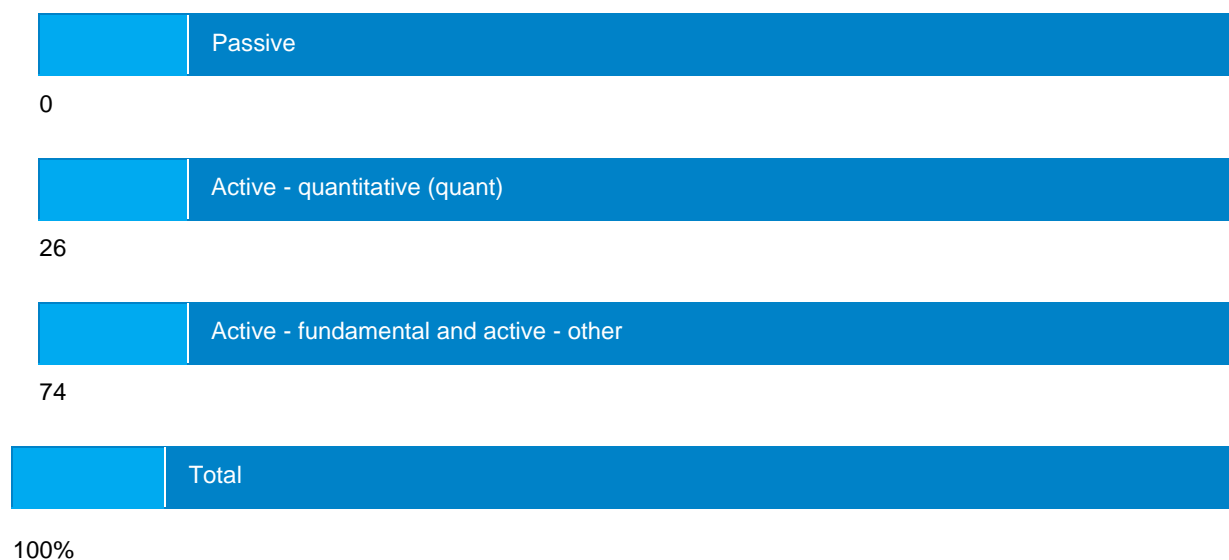 Passive
0
Active - quantitative (quant)
26
Active - fundamental and active - other
74
Total
100%